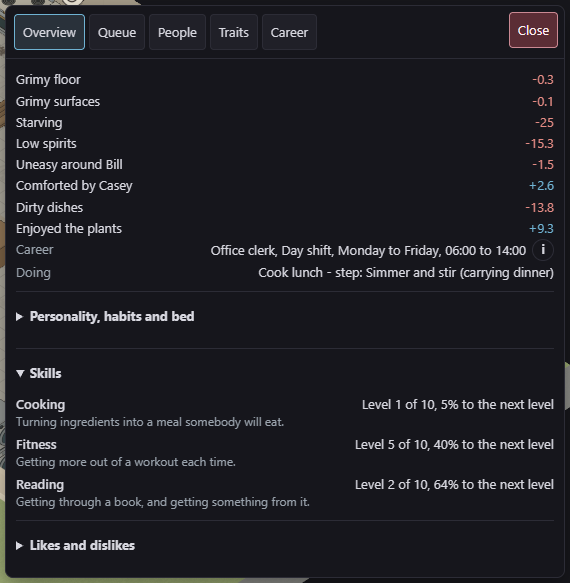 Overview Queue People Traits Career Close
Grimy floor -0.3
Grimy surfaces -0.1
Starving -25
Low spirits -15.3
Uneasy around Bill -1.5
Comforted by Casey +2.6
Dirty dishes -13.8
Enjoyed the plants +9.3
Career Office clerk, Day shift, Monday to Friday, 06:00 to 14:00 i
Doing Cook lunch - step: Simmer and stir (carrying dinner)
Personality, habits and bed
Skills
Cooking Level 1 of 10, 5% to the next level
Turning ingredients into a meal somebody will eat.
Fitness Level 5 of 10, 40% to the next level
Getting more out of a workout each time.
Reading Level 2 of 10, 64% to the next level
Getting through a book, and getting something from it.
Likes and dislikes